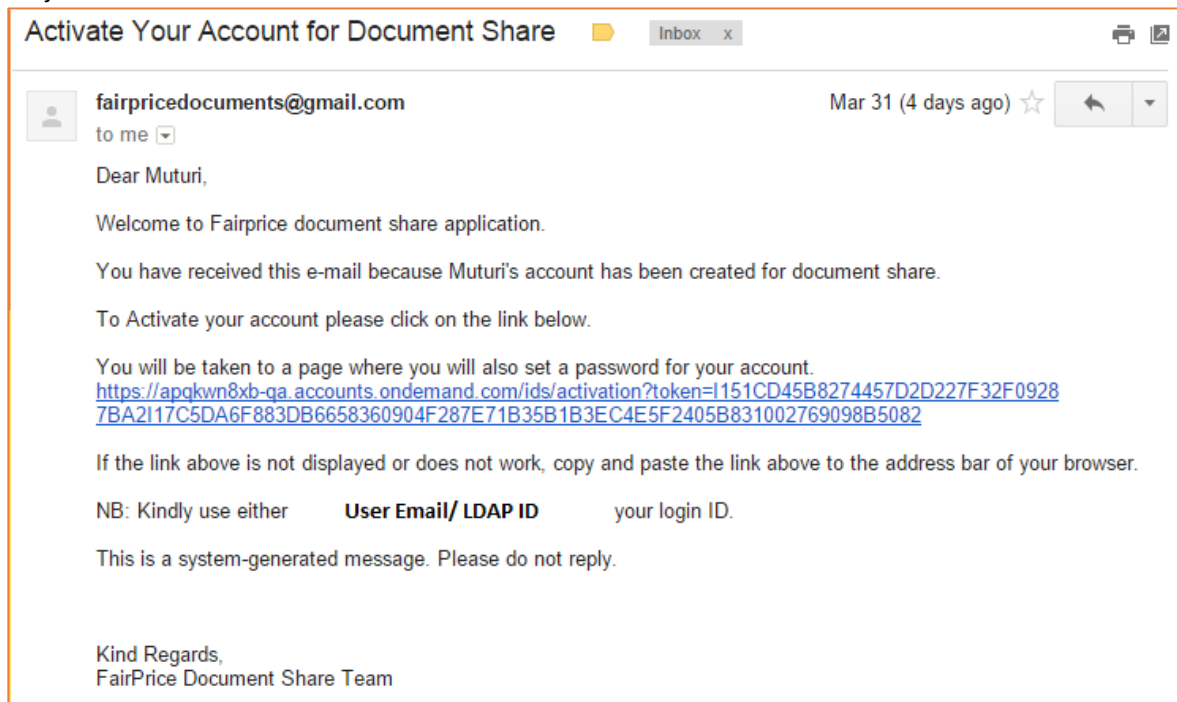 Activate Your Account for Document Share Inbox x
fairpricedocuments@gmail.com Mar 31 (4 days ago)
to me
Dear Muturi,
Welcome to Fairprice document share application.
You have received this e-mail because Muturi's account has been created for document share.
To Activate your account please click on the link below.
You will be taken to a page where you will also set a password for your account.
https://apqkwn8xb-qa.accounts.ondemand.com/ids/activation?token=I151CD45B8274457D2D227F32F0928
7BA2I17C5DA6F883DB6658360904F287E71B35B1B3EC4E5F2405B831002769098B5082
If the link above is not displayed or does not work, copy and paste the link above to the address bar of your browser.
NB: Kindly use either User Email/ LDAP ID your login ID.
This is a system-generated message. Please do not reply.
Kind Regards,
FairPrice Document Share Team